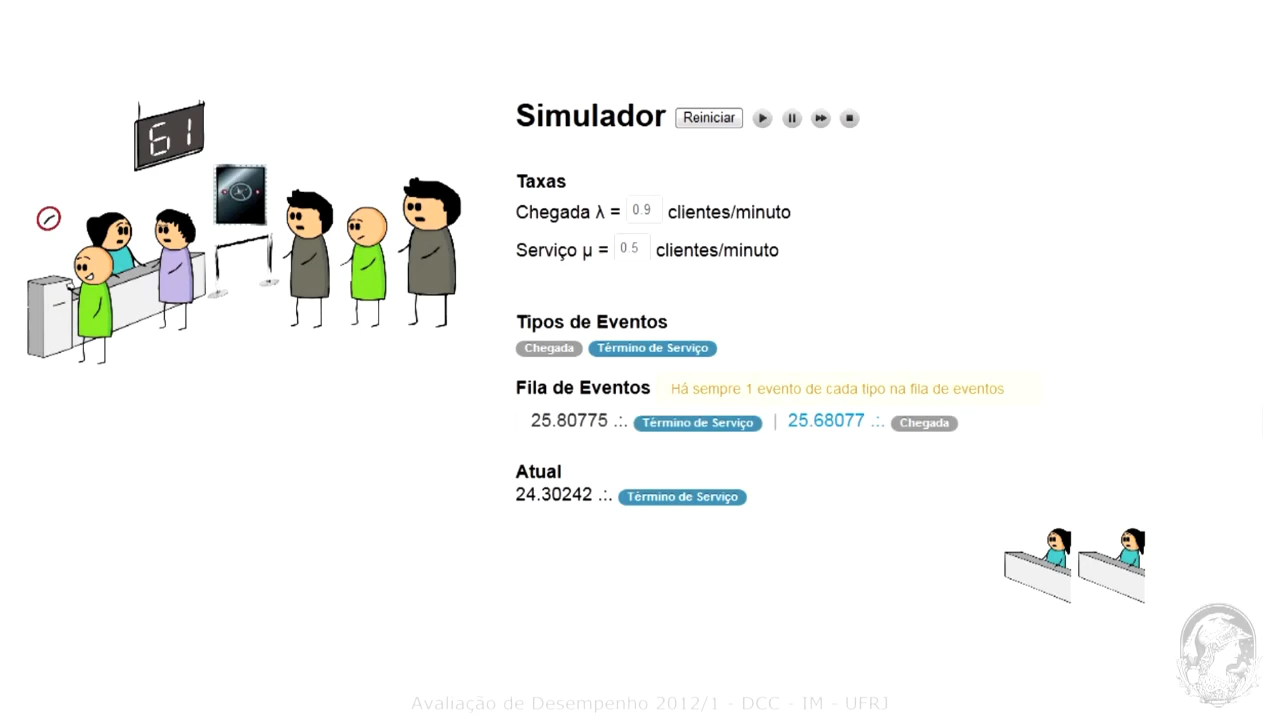 61
Simulador Reiniciar
Taxas
Chegada λ = 0.9 clientes/minuto
Serviço μ = 0.5 clientes/minuto
Tipos de Eventos
Chegada Término de Serviço
Fila de Eventos Há sempre 1 evento de cada tipo na fila de eventos
25.80775 .:. Término de Serviço | 25.68077 .:. Chegada
Atual
24.30242 .:. Término de Serviço
Avaliação de Desempenho 2012/1 - DCC - IM - UFRJ